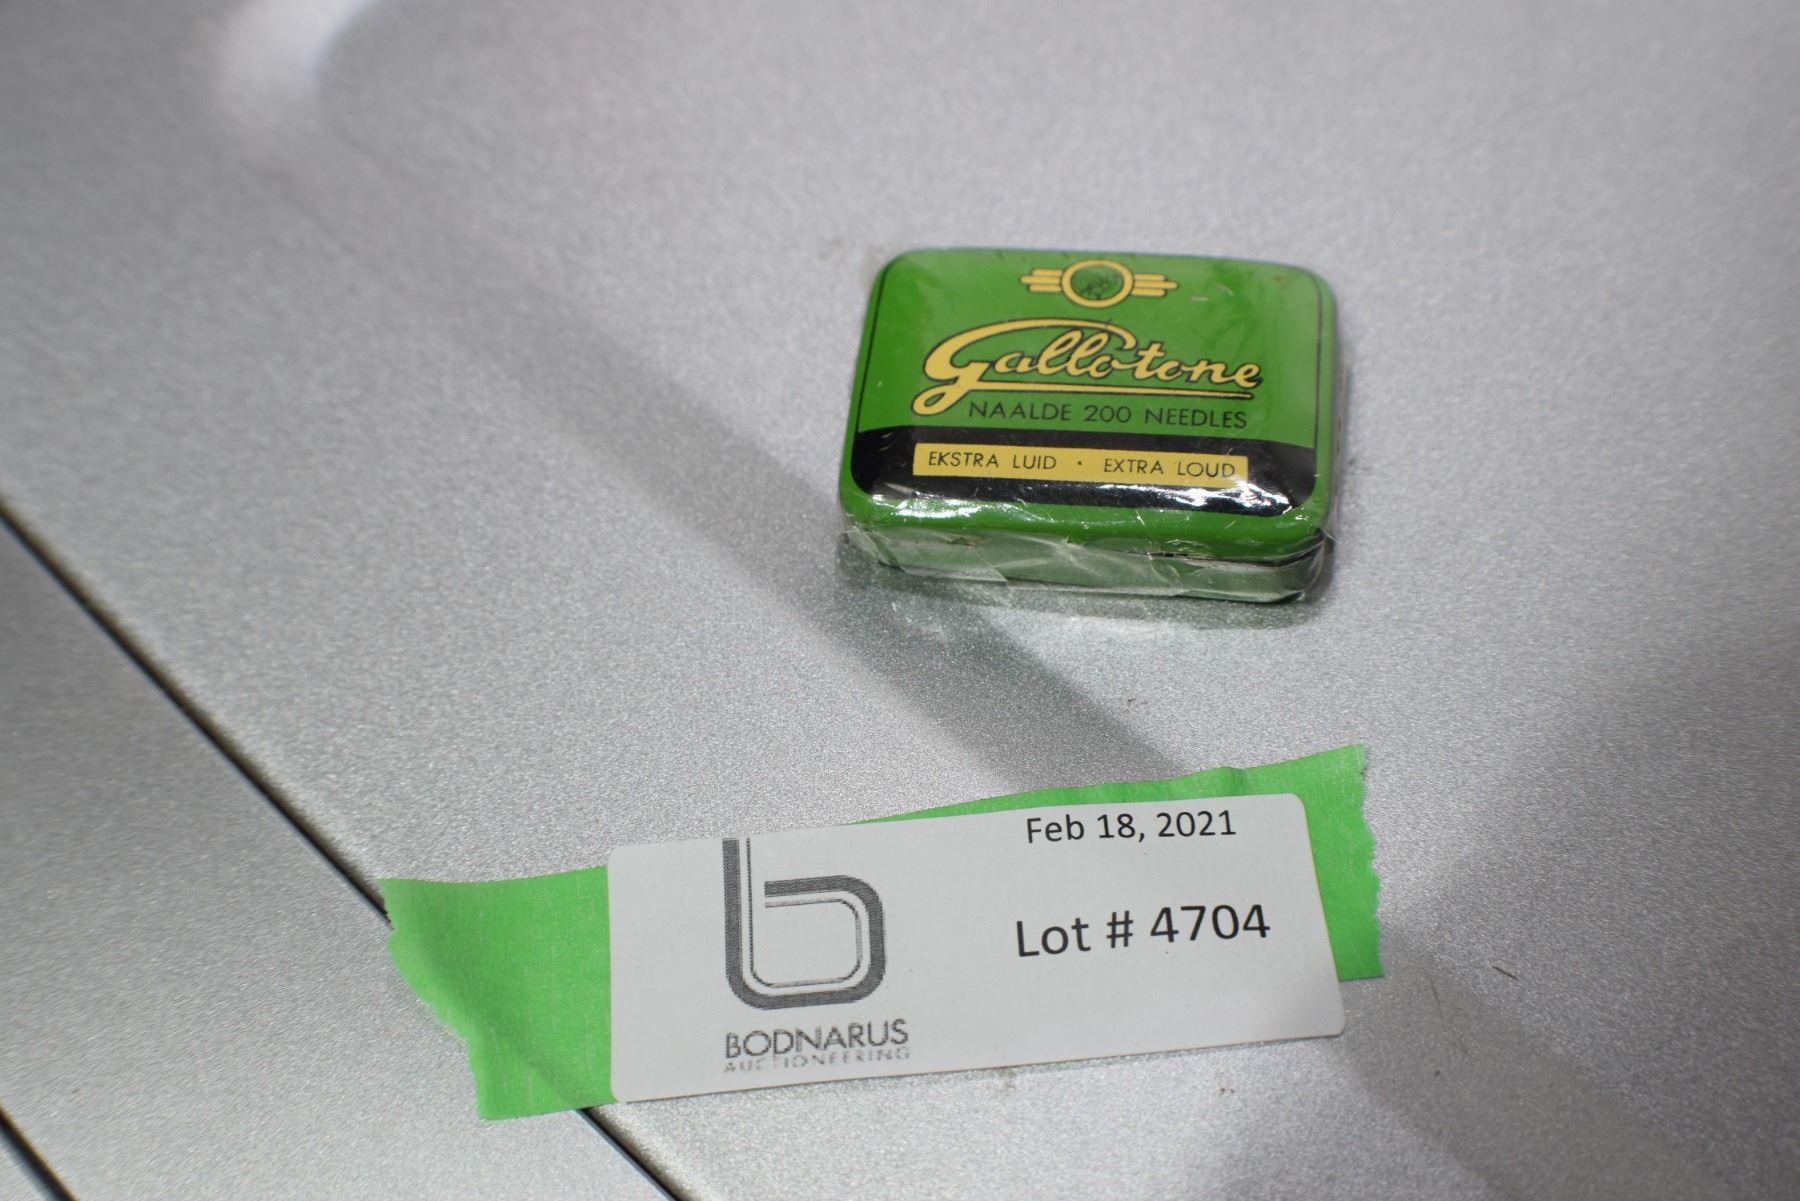 Gallotone
NAALDE 200 NEEDLES
EKSTRA LUID · EXTRA LOUD
Feb 18, 2021
Lot # 4704
BODNARUS
AUCTIONEERING